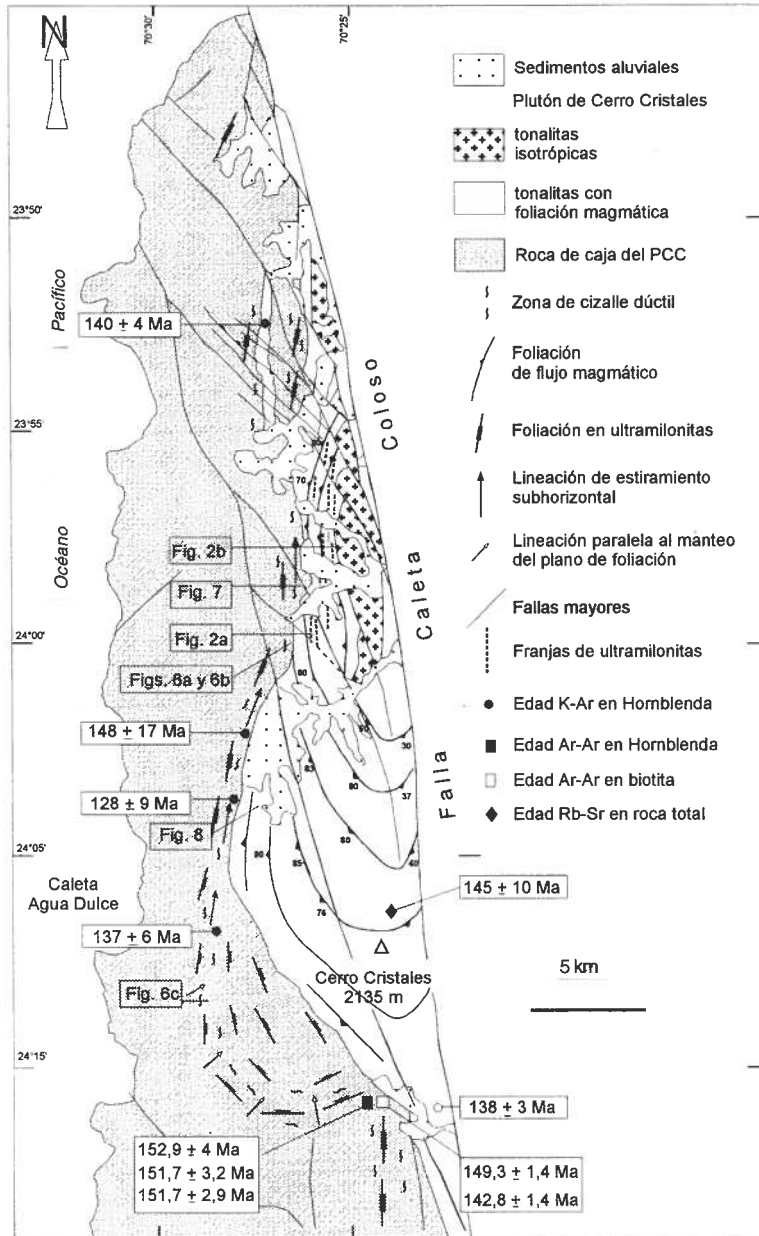 70°30'
70°25'
N
Sedimentos aluviales
Plutón de Cerro Cristales
tonalitas
isotrópicas
tonalitas con
foliación magmática
Roca de caja del PCC
Zona de cizalle dúctil
Foliación
de flujo magmático
Foliación en ultramilonitas
Lineación de estiramiento
subhorizontal
Lineación paralela al manteo
del plano de foliación
Fallas mayores
Franjas de ultramilonitas
Edad K-Ar en Hornblenda
Edad Ar-Ar en Hornblenda
Edad Ar-Ar en biotita
Edad Rb-Sr en roca total
23°50'
Pacífico
140 ± 4 Ma
23°55'
Coloso
70
Océano
Fig. 2b
Fig. 7
Caleta
Fig. 2a
24°00'
Figs. 6a y 6b
80
148 ± 17 Ma
30
83
80
37
128 ± 9 Ma
Falla
Fig. 8
80
24°05'
90
85
60
Caleta
Agua Dulce
76
145 ± 10 Ma
137 ± 6 Ma
Cerro Cristales
2135 m
5 km
Fig. 6c
24°15'
138 ± 3 Ma
152,9 ± 4 Ma
151,7 ± 3,2 Ma
151,7 ± 2,9 Ma
149,3 ± 1,4 Ma
142,8 ± 1,4 Ma